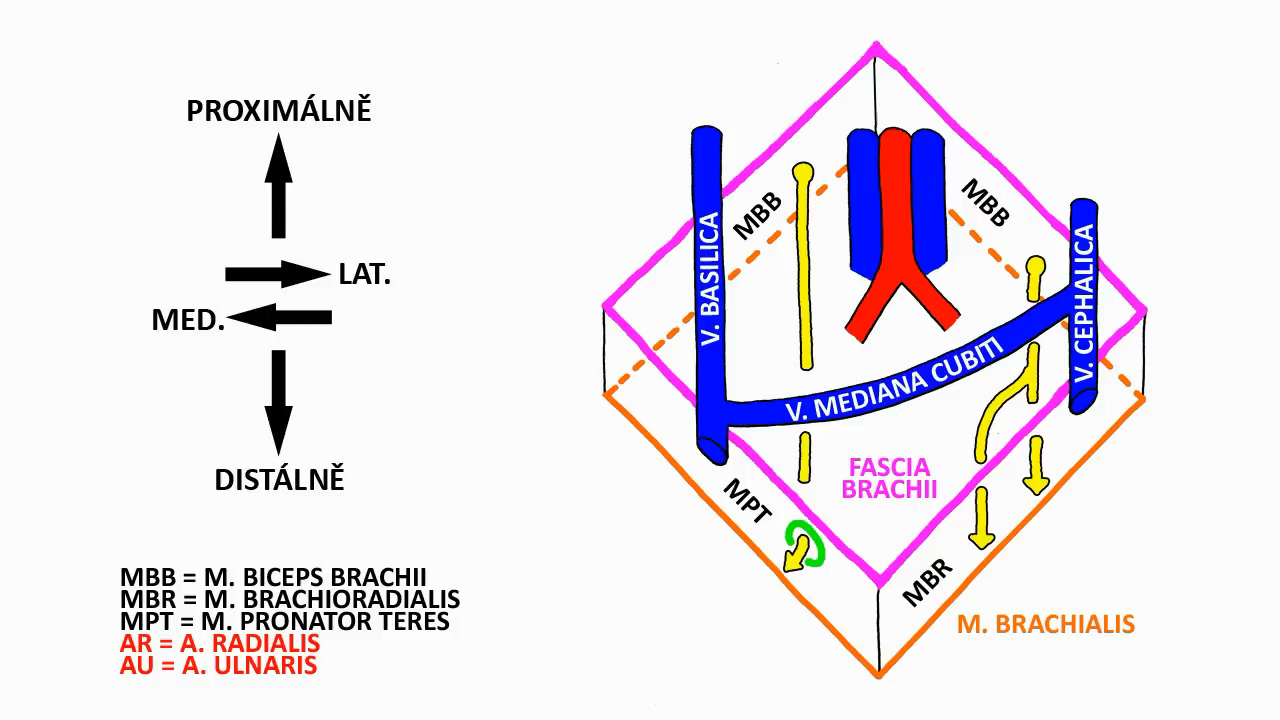 PROXIMÁLNĚ
LAT.
MED.
DISTÁLNĚ
MBB = M. BICEPS BRACHII
MBR = M. BRACHIORADIALIS
MPT = M. PRONATOR TERES
AR = A. RADIALIS
AU = A. ULNARIS
MBB
MBB
V. BASILICA
V. CEPHALICA
V. MEDIANA CUBITI
FASCIA
BRACHII
MPT
MBR
M. BRACHIALIS